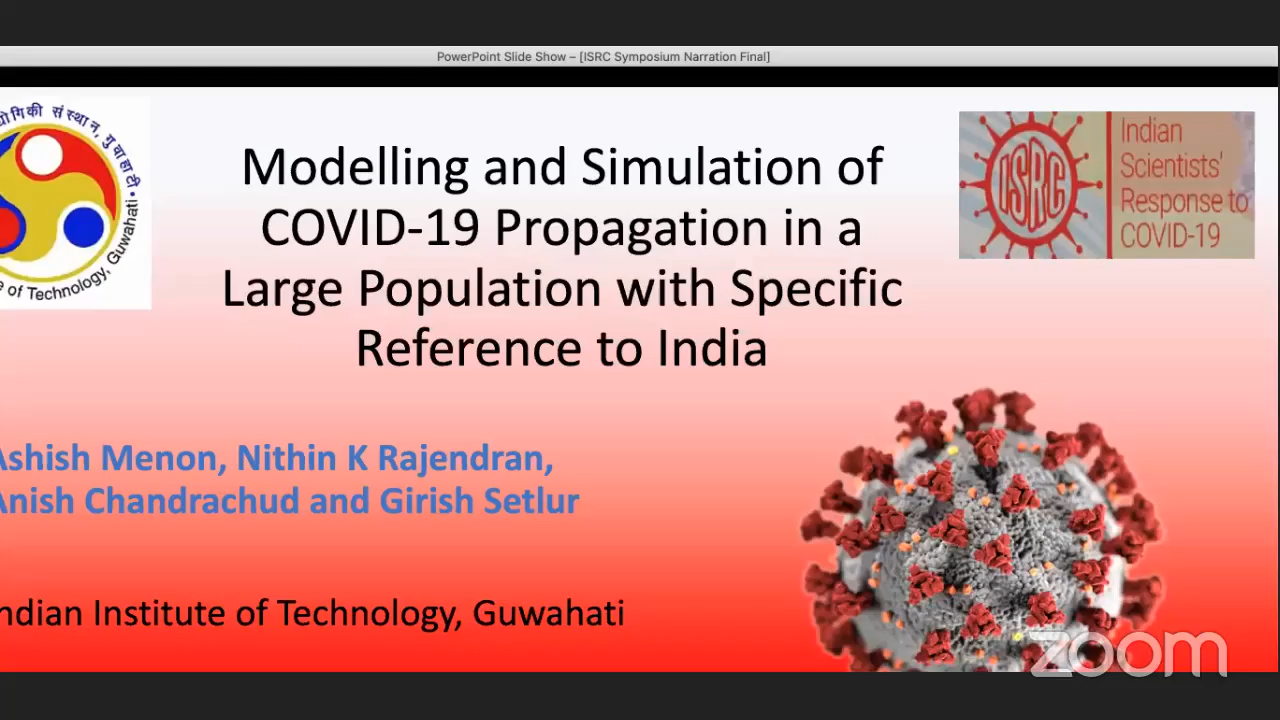 PowerPoint Slide Show – [ISRC Symposium Narration Final]
संस्थान, गुवाहाटी
of Technology, Guwahati
Modelling and Simulation of
COVID-19 Propagation in a
Large Population with Specific
Reference to India
ISRC
Indian
Scientists'
Response to
COVID-19
Ashish Menon, Nithin K Rajendran,
Anish Chandrachud and Girish Setlur
Indian Institute of Technology, Guwahati
zoom